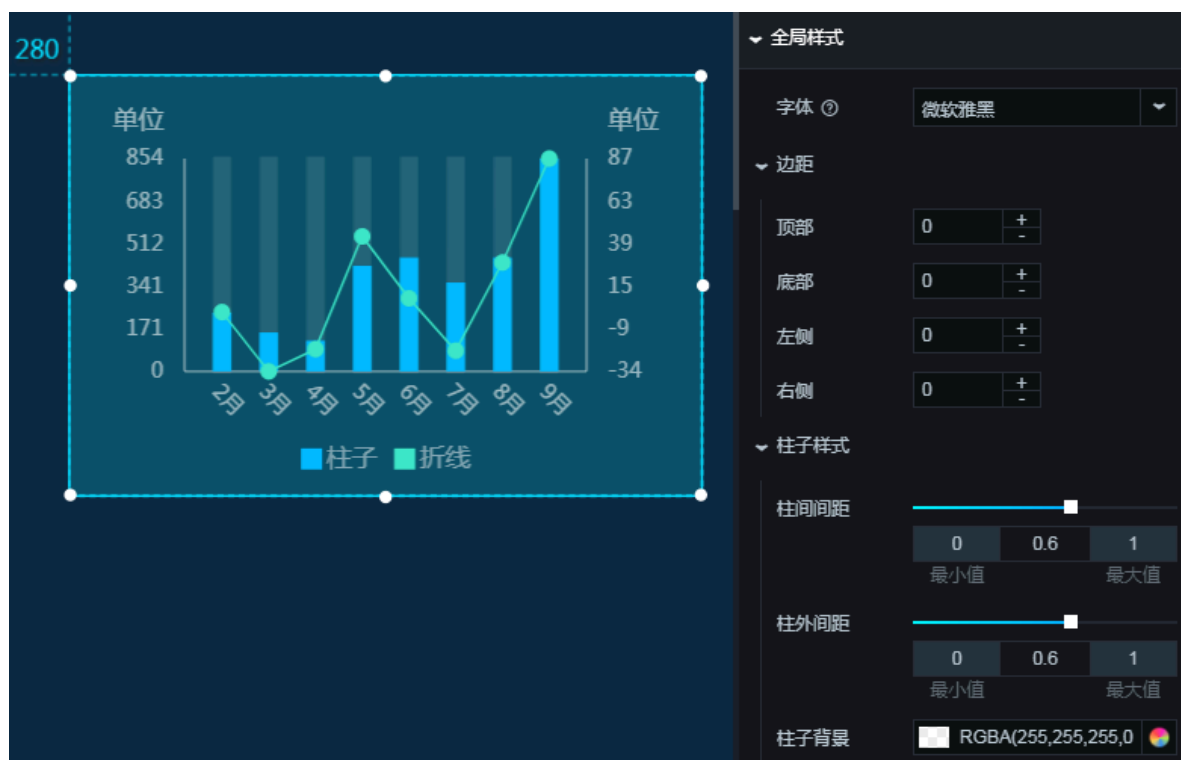 280
单位
单位
854
87
683
63
512
39
341
15
171
-9
0
-34
2月
3月
4月
5月
6月
7月
8月
9月
柱子
折线
全局样式
字体
微软雅黑
边距
顶部
0
+
-
底部
0
+
-
左侧
0
+
-
右侧
0
+
-
柱子样式
柱间间距
0
0.6
1
最小值
最大值
柱外间距
0
0.6
1
最小值
最大值
柱子背景
RGBA(255,255,255,0